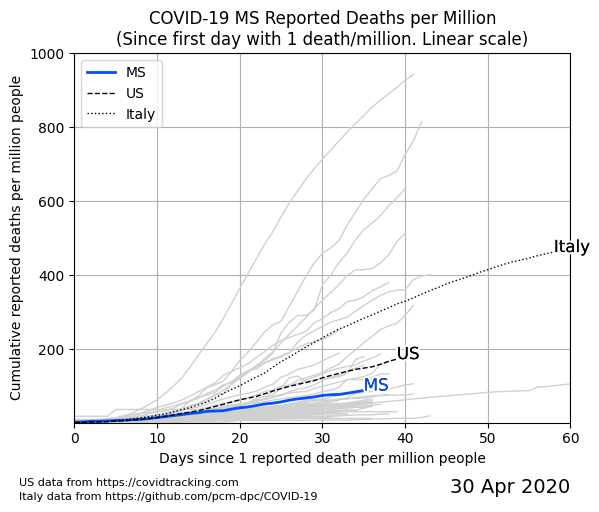 COVID-19 MS Reported Deaths per Million
(Since first day with 1 death/million. Linear scale)
Cumulative reported deaths per million people
1000
800
600
400
200
MS
US
Italy
Italy
US
MS
0
10
20
30
40
50
60
Days since 1 reported death per million people
US data from https://covidtracking.com
Italy data from https://github.com/pcm-dpc/COVID-19
30 Apr 2020